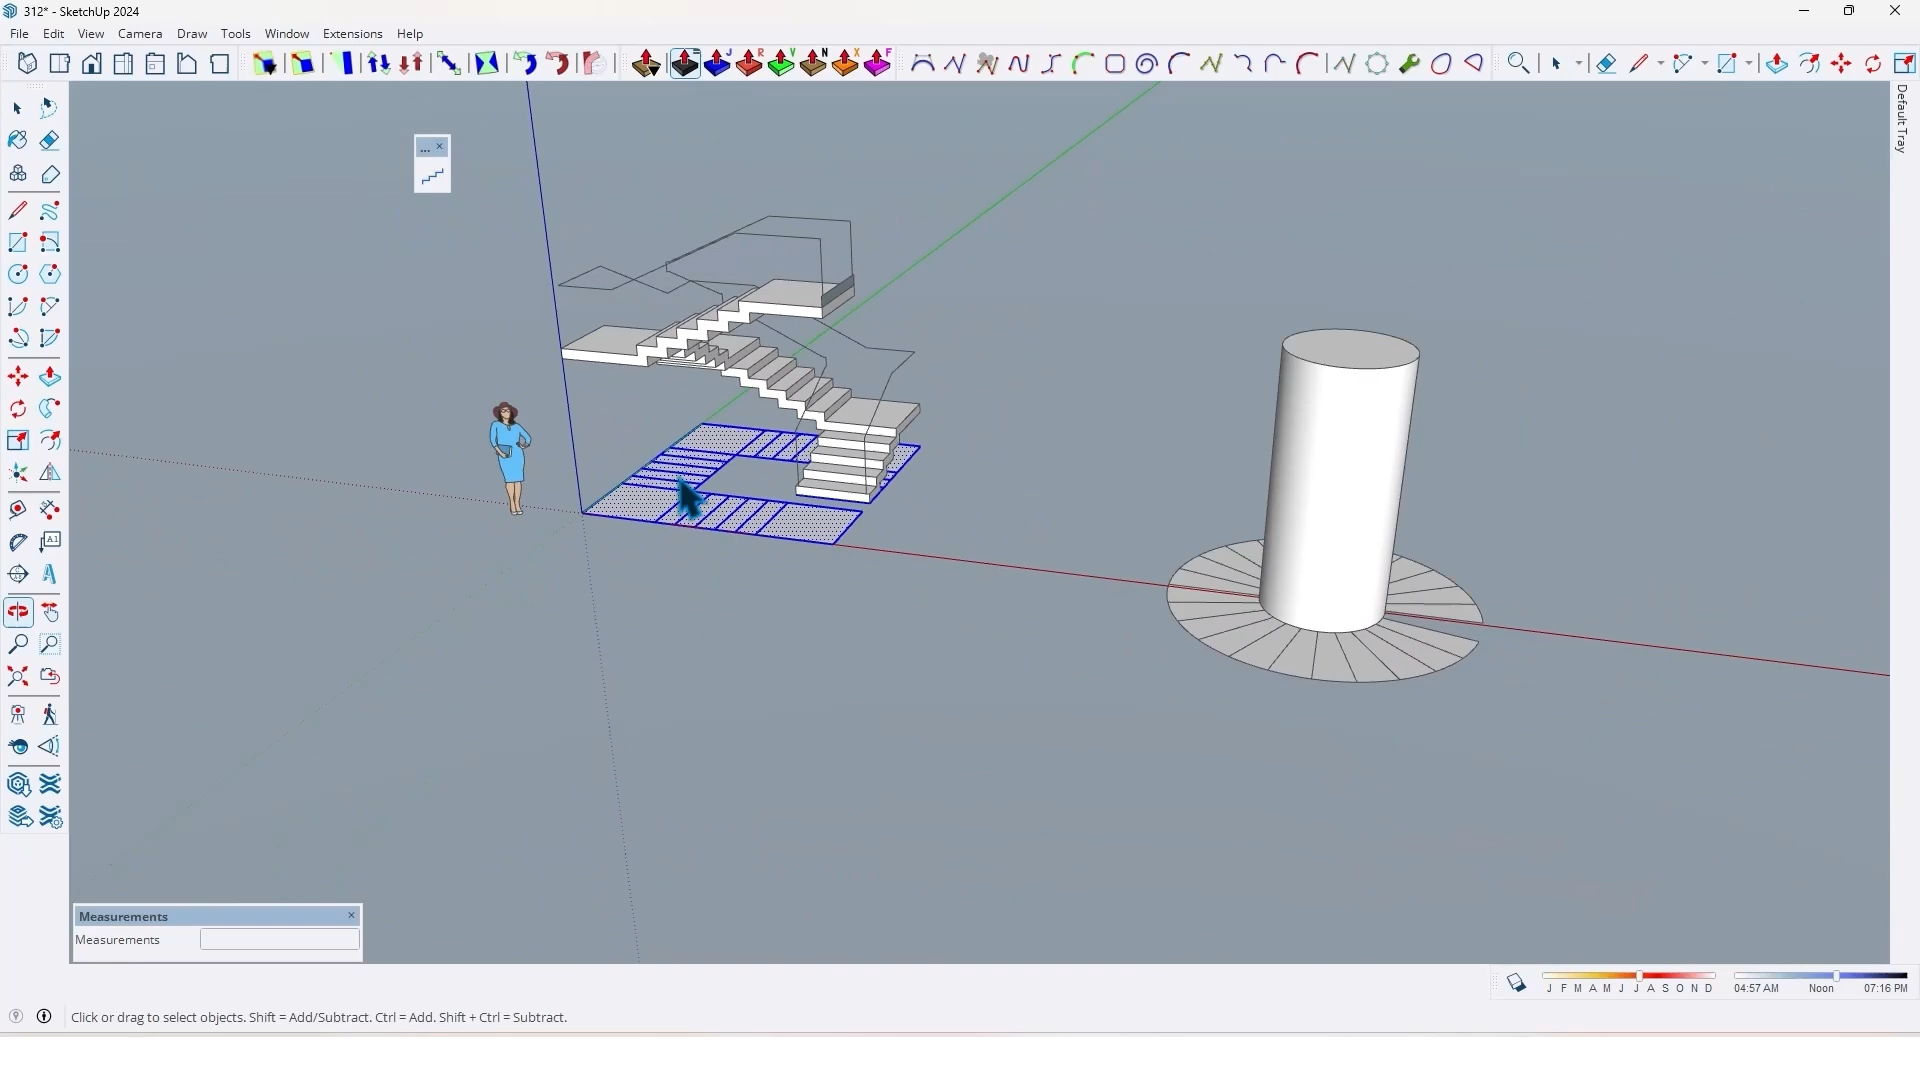 312* - SketchUp 2024
File Edit View Camera Draw Tools Window Extensions Help
J R V N X F
Default Tray
...
A1
Measurements
Measurements
J F M A M J J A S O N D 04:57 AM Noon 07:16 PM
Click or drag to select objects. Shift = Add/Subtract. Ctrl = Add. Shift + Ctrl = Subtract.